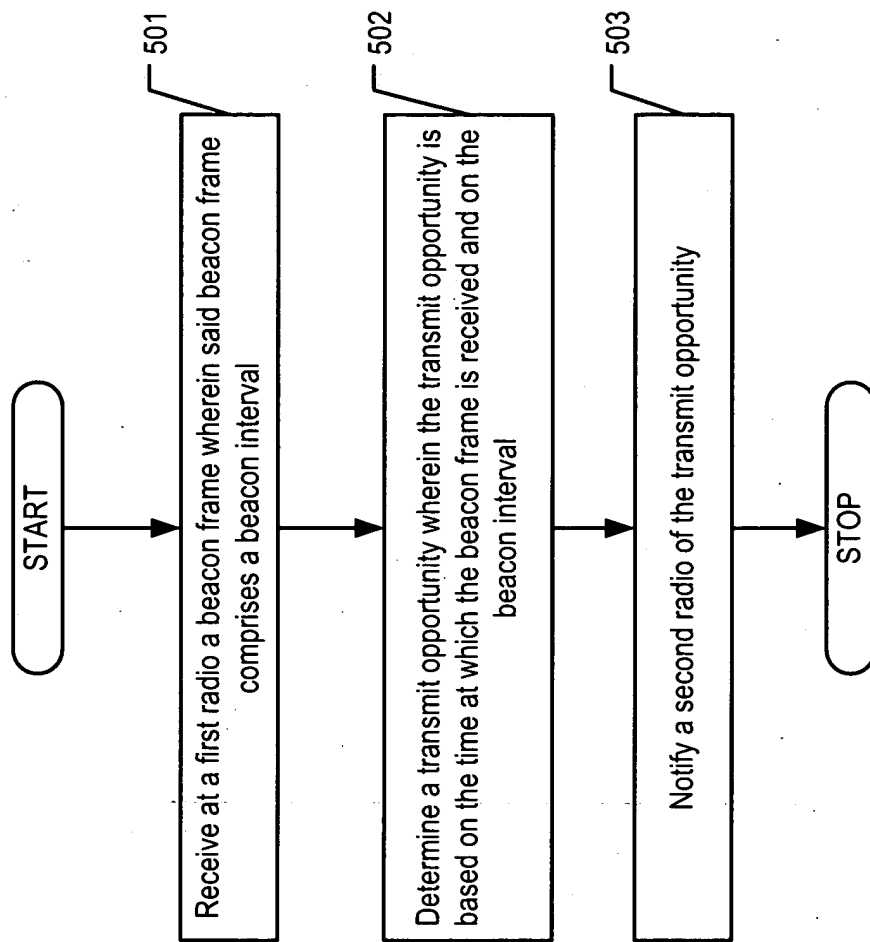 START
501
Receive at a first radio a beacon frame wherein said beacon frame
comprises a beacon interval
502
Determine a transmit opportunity wherein the transmit opportunity is
based on the time at which the beacon frame is received and on the
beacon interval
503
Notify a second radio of the transmit opportunity
STOP